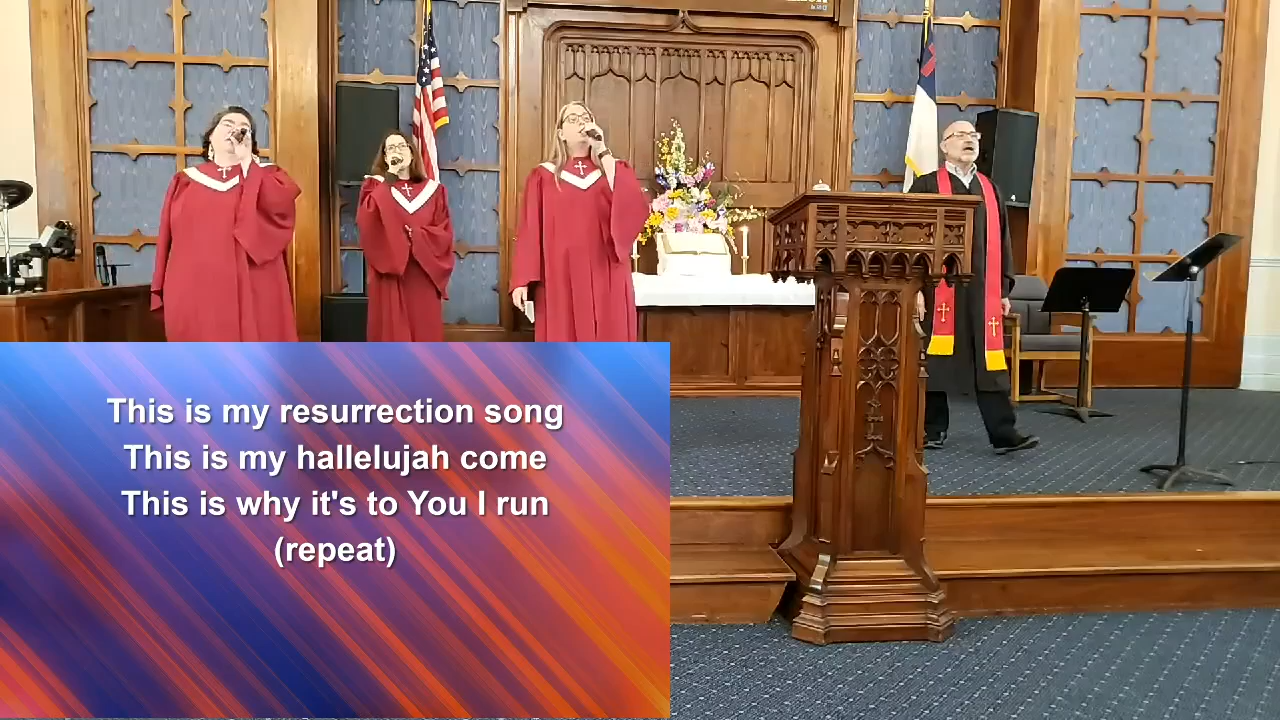 This is my resurrection song
This is my hallelujah come
This is why it's to You I run
(repeat)